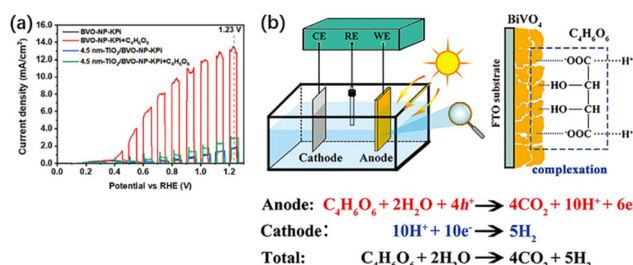 (a)
1.23 V
BVO-NP-KPi
BVO-NP-KPi+C₄H₆O₆
4.5 nm-TiO₂/BVO-NP-KPi
4.5 nm-TiO₂/BVO-NP-KPi+C₄H₆O₆
Current density (mA/cm²)
16.0
14.0
12.0
10.0
8.0
6.0
4.0
2.0
0.0
0.0 0.2 0.4 0.6 0.8 1.0 1.2
Potential vs RHE (V)
(b)
CE RE WE
Cathode Anode
BiVO₄
C₄H₆O₆
FTO substrate
OOC H⁺
HO
HO
OOC H⁺
complexation
Anode: C₄H₆O₆ + 2H₂O + 4h⁺ → 4CO₂ + 10H⁺ + 6e
Cathode: 10H⁺ + 10e⁻ → 5H₂
Total: C₄H₆O₆ + 2H₂O → 4CO₂ + 5H₂